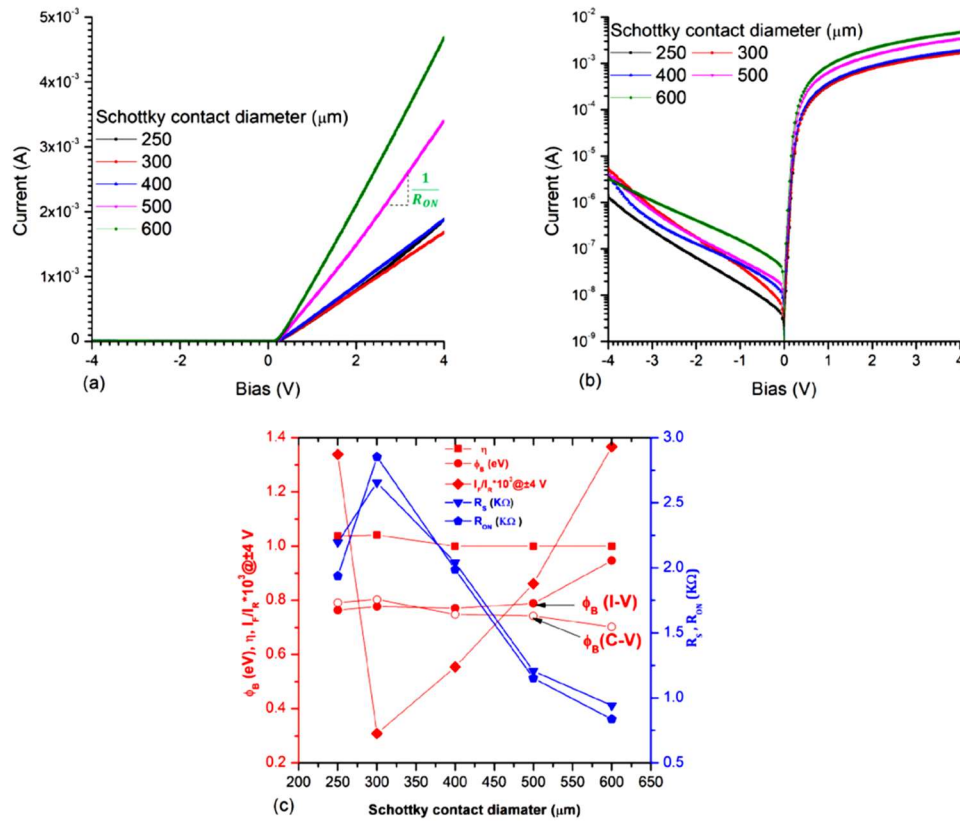 5x10⁻³
4x10⁻³
3x10⁻³
2x10⁻³
1x10⁻³
0
Current (A)
Schottky contact diameter (μm)
250
300
400
500
600
1
R_ON
-4 -2 0 2 4
(a) Bias (V)
10⁻²
10⁻³
10⁻⁴
10⁻⁵
10⁻⁶
10⁻⁷
10⁻⁸
10⁻⁹
Current (A)
Schottky contact diameter (μm)
250 300
400 500
600
-4 -3 -2 -1 0 1 2 3 4
(b) Bias (V)
1.4
1.2
1.0
0.8
0.6
0.4
0.2
ϕ_B (eV), η, I_F/I_R*10³@±4 V
η
ϕ_B (eV)
I_F/I_R*10³@±4 V
R_S (KΩ)
R_ON (KΩ)
ϕ_B (I-V)
ϕ_B(C-V)
3.0
2.5
2.0
1.5
1.0
0.5
R_S, R_ON (KΩ)
200 250 300 350 400 450 500 550 600 650
(c) Schottky contact diamater (μm)